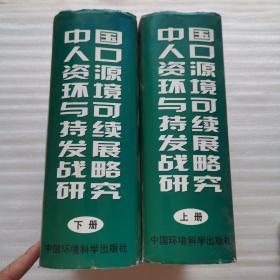 中国
人口
资源
环境
与可
持续
发展
战略
研究
下册
中国环境科学出版社
中国
人口
资源
环境
与可
持续
发展
战略
研究
上册
中国环境科学出版社